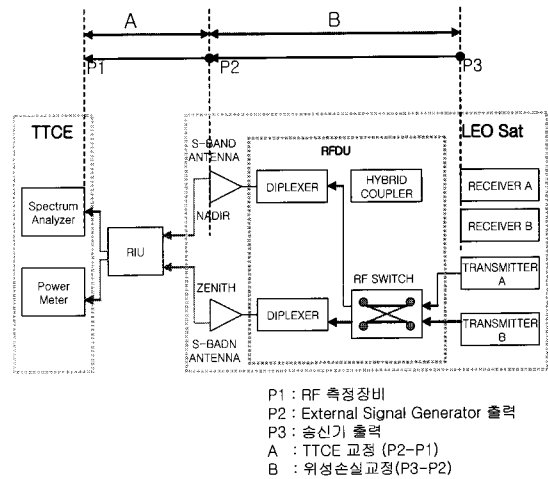 A
B
P1
P2
P3
TTCE
LEO Sat
S-BAND
ANTENNA
RFDU
Spectrum
Analyzer
DIPLEXER
HYBRID
COUPLER
RECEIVER A
NADIR
RECEIVER B
RIU
Power
Meter
ZENITH
RF SWITCH
TRANSMITTER
A
DIPLEXER
TRANSMITTER
B
S-BADN
ANTENNA
P1 : RF 측정장비
P2 : External Signal Generator 출력
P3 : 송신기 출력
A : TTCE 교정 (P2-P1)
B : 위성손실교정(P3-P2)